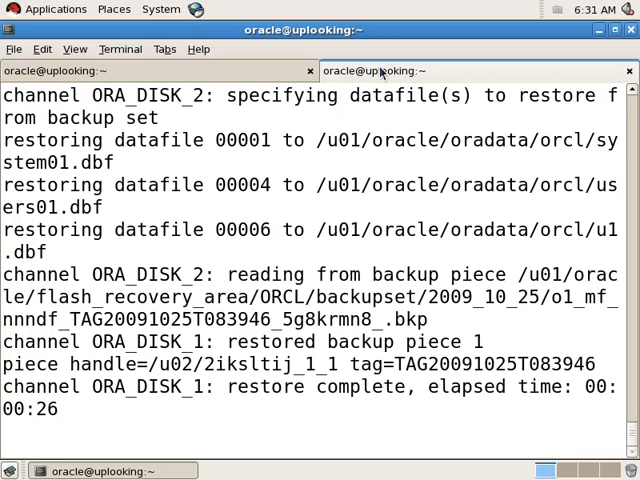 Applications Places System 6:31 AM
oracle@uplooking:~
File Edit View Terminal Tabs Help
oracle@uplooking:~ oracle@uplooking:~
channel ORA_DISK_2: specifying datafile(s) to restore f
rom backup set
restoring datafile 00001 to /u01/oracle/oradata/orcl/sy
stem01.dbf
restoring datafile 00004 to /u01/oracle/oradata/orcl/us
ers01.dbf
restoring datafile 00006 to /u01/oracle/oradata/orcl/u1
.dbf
channel ORA_DISK_2: reading from backup piece /u01/orac
le/flash_recovery_area/ORCL/backupset/2009_10_25/o1_mf_
nnndf_TAG20091025T083946_5g8krmn8_.bkp
channel ORA_DISK_1: restored backup piece 1
piece handle=/u02/2iksltij_1_1 tag=TAG20091025T083946
channel ORA_DISK_1: restore complete, elapsed time: 00:
00:26
oracle@uplooking:~